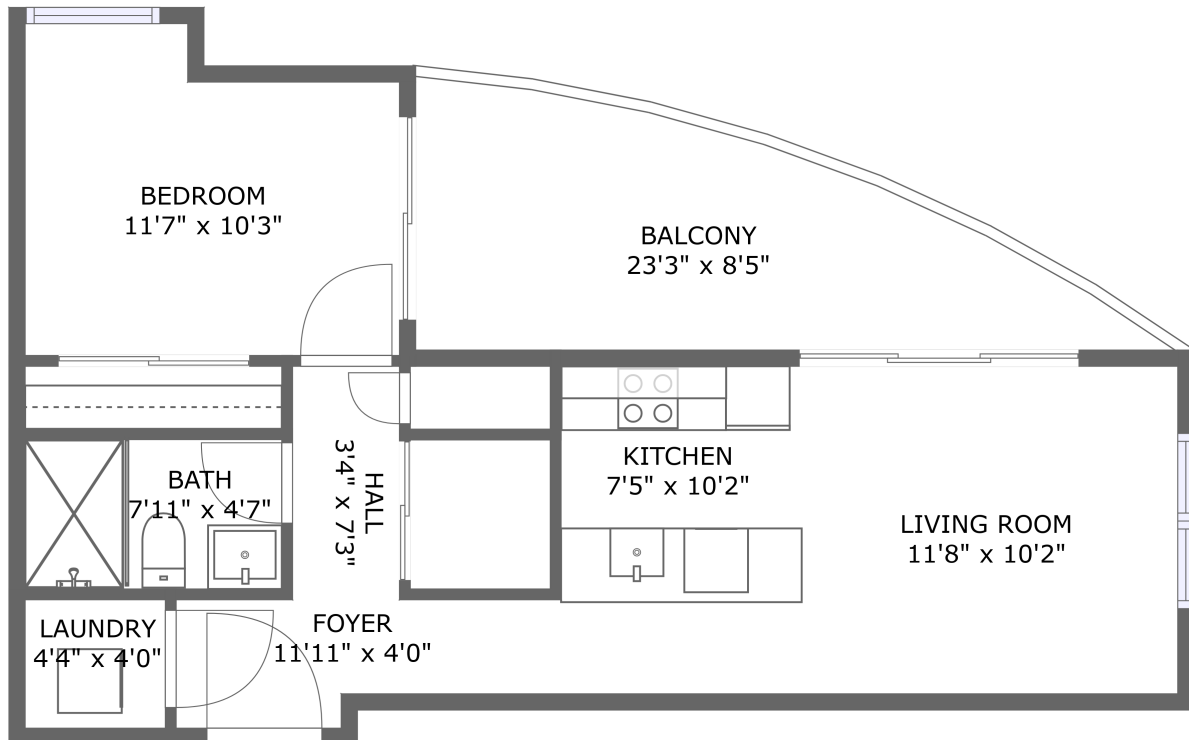 BEDROOM
11'7" x 10'3"
BALCONY
23'3" x 8'5"
KITCHEN
7'5" x 10'2"
BATH
7'11" x 4'7"
HALL
3'4" x 7'3"
LIVING ROOM
11'8" x 10'2"
LAUNDRY
4'4" x 4'0"
FOYER
11'11" x 4'0"